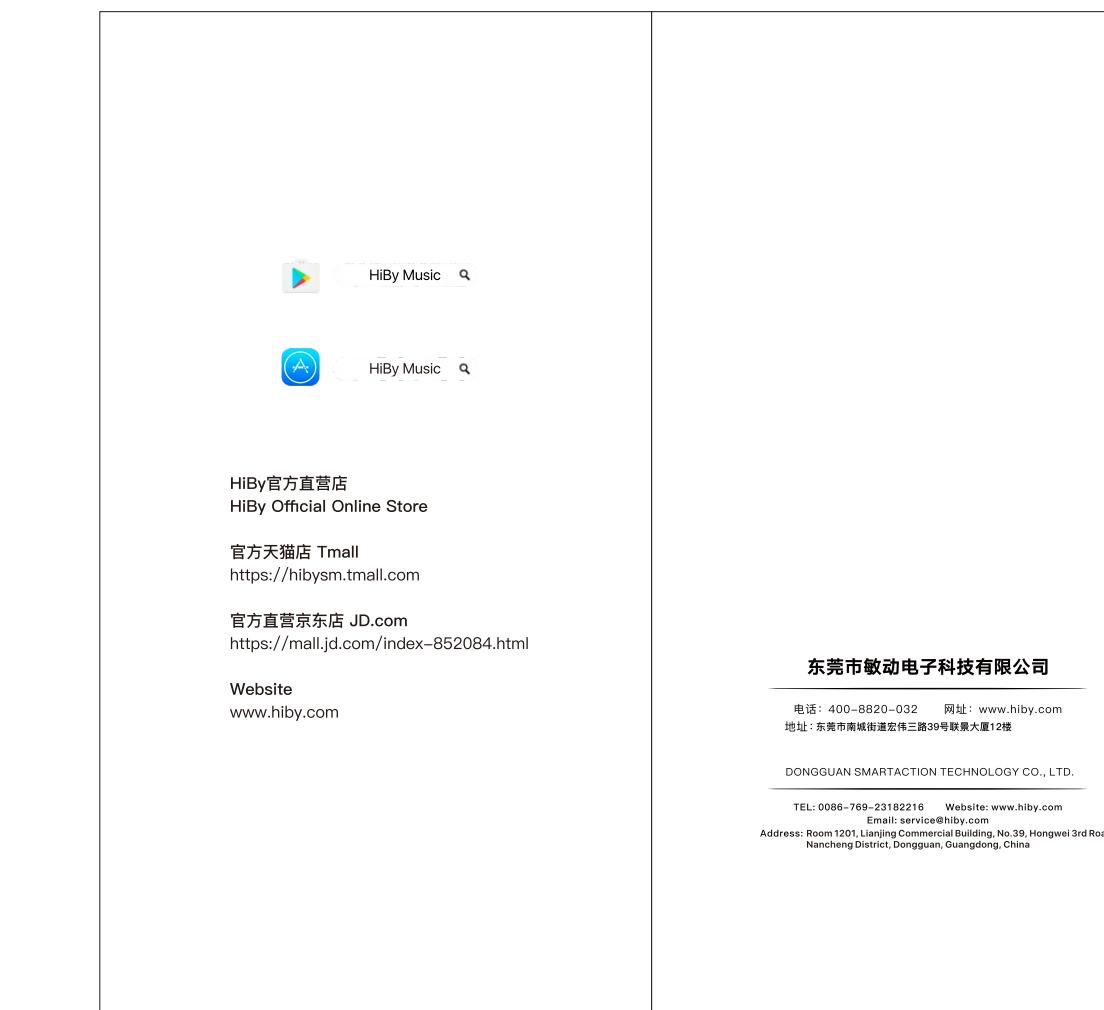 HiBy Music
HiBy Music
HiBy官方直营店
HiBy Official Online Store
官方天猫店 Tmall
https://hibysm.tmall.com
官方直营京东店 JD.com
https://mall.jd.com/index-852084.html
Website
www.hiby.com
东莞市敏动电子科技有限公司
电话：400-8820-032 网址：www.hiby.com
地址：东莞市南城街道宏伟三路39号联景大厦12楼
DONGGUAN SMARTACTION TECHNOLOGY CO., LTD.
TEL: 0086-769-23182216 Website: www.hiby.com
Email: service@hiby.com
Address: Room 1201, Lianjing Commercial Building, No.39, Hongwei 3rd
Nancheng District, Dongguan, Guangdong, China